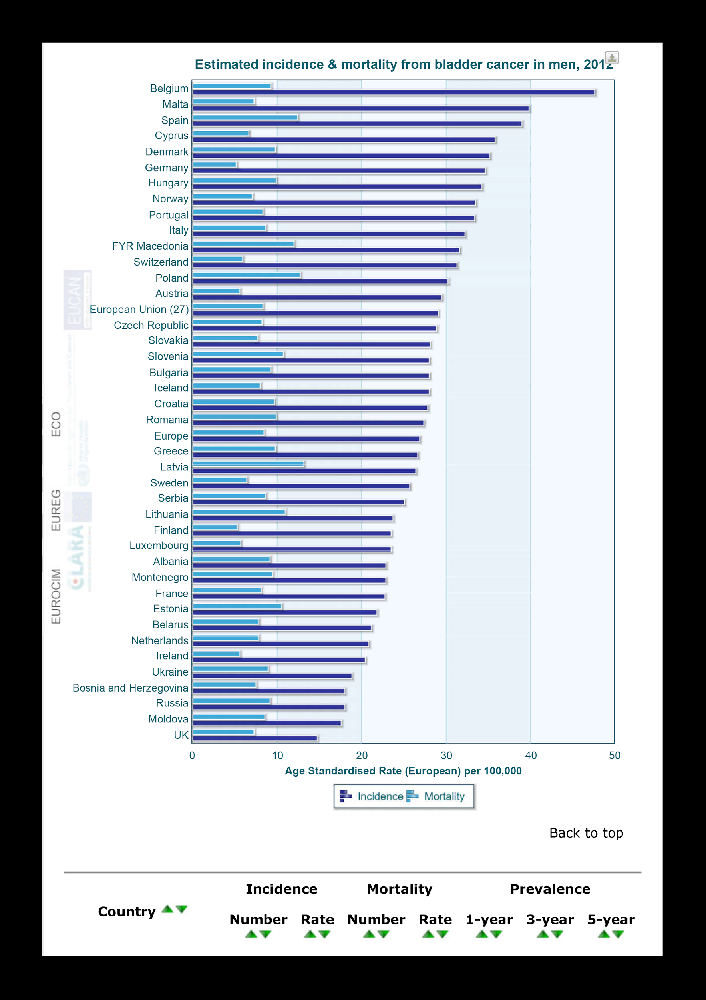 Estimated incidence & mortality from bladder cancer in men, 2012
Belgium
Malta
Spain
Cyprus
Denmark
Germany
Hungary
Norway
Portugal
Italy
FYR Macedonia
Switzerland
Poland
Austria
European Union (27)
Czech Republic
Slovakia
Slovenia
Bulgaria
Iceland
Croatia
Romania
Europe
Greece
Latvia
Sweden
Serbia
Lithuania
Finland
Luxembourg
Albania
Montenegro
France
Estonia
Belarus
Netherlands
Ireland
Ukraine
Bosnia and Herzegovina
Russia
Moldova
UK
0 10 20 30 40 50
Age Standardised Rate (European) per 100,000
Incidence Mortality
EUCAN
World Health
Organization
CLARA
ECO
EUREG
EUROCIM
Back to top
Incidence Mortality Prevalence
Country
Number Rate Number Rate 1-year 3-year 5-year